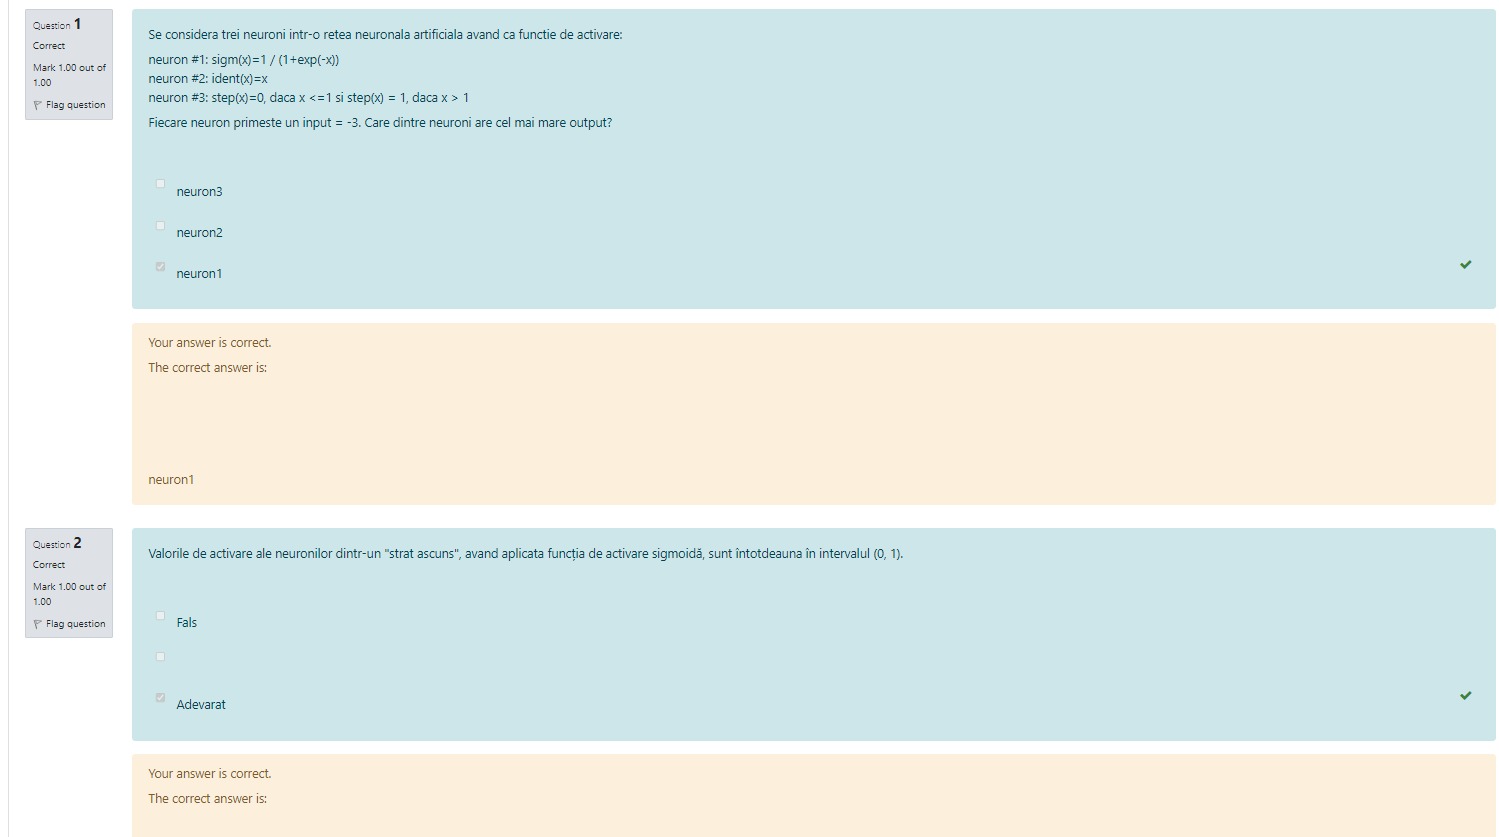 Question 1
Correct
Mark 1.00 out of
1.00
Flag question
Se considera trei neuroni intr-o retea neuronala artificiala avand ca functie de activare:
neuron #1: sigm(x)=1 / (1+exp(-x))
neuron #2: ident(x)=x
neuron #3: step(x)=0, daca x <=1 si step(x) = 1, daca x > 1
Fiecare neuron primeste un input = -3. Care dintre neuroni are cel mai mare output?
neuron3
neuron2
neuron1
Your answer is correct.
The correct answer is:
neuron1
Question 2
Correct
Mark 1.00 out of
1.00
Flag question
Valorile de activare ale neuronilor dintr-un "strat ascuns", avand aplicata funcția de activare sigmoidă, sunt întotdeauna în intervalul (0, 1).
Fals
Adevarat
Your answer is correct.
The correct answer is: